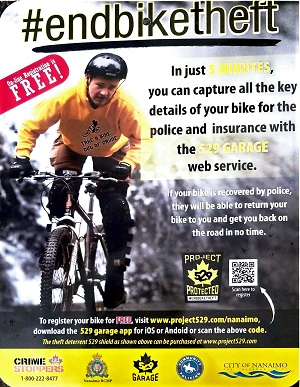 #endbiketheft
On-line Registration is
FREE!
In just 5 MINUTES,
you can capture all the key
details of your bike for the
police and insurance with
the 529 GARAGE
web service.
If your bike is recovered by police,
they will be able to return your
bike to you and get you back on
the road in no time.
PROJECT
529
PROTECTED
#ENDBIKETHEFT
Scan here to
register
To register your bike for FREE, visit www.project529.com/nanaimo,
download the 529 garage app for iOS or Andoid or scan the above code.
The theft deterrent 529 shield as shown above can be purchased at www.project529.com
CRIME
STOPPERS
1-800-222-8477
Nanaimo RCMP
529
GARAGE
CITY OF NANAIMO